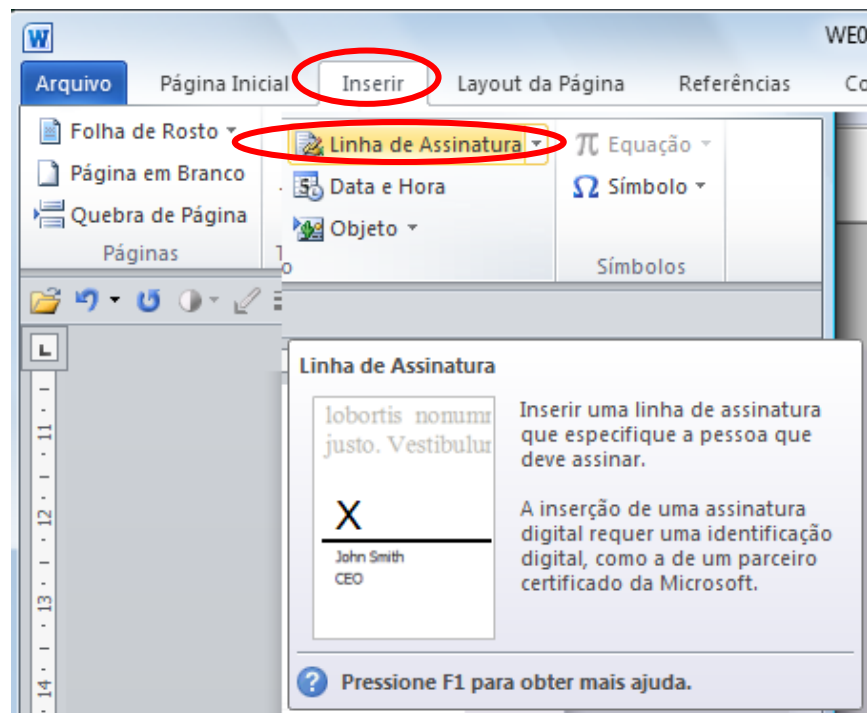 W
WE0
Arquivo Página Inicial Inserir Layout da Página Referências Co
Folha de Rosto
Página em Branco
Quebra de Página
Páginas
Linha de Assinatura
Data e Hora
Objeto
o
π Equação
Ω Símbolo
Símbolos
L
Linha de Assinatura
lobortis nonumm
justo. Vestibulur
X
John Smith
CEO
Inserir uma linha de assinatura
que especifique a pessoa que
deve assinar.
A inserção de uma assinatura
digital requer uma identificação
digital, como a de um parceiro
certificado da Microsoft.
Pressione F1 para obter mais ajuda.
11
12
13
14